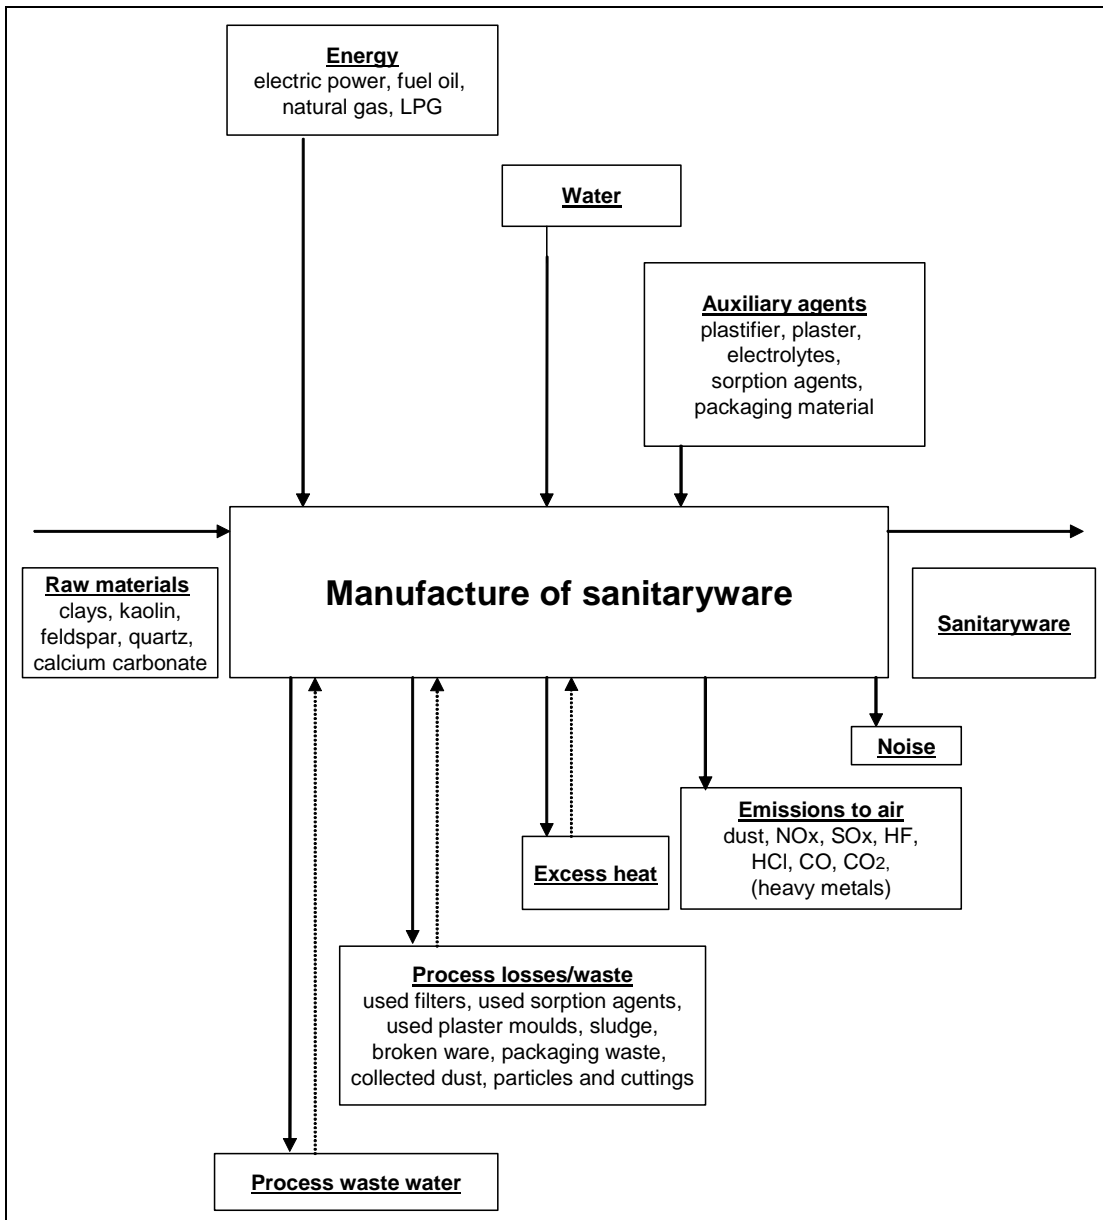 Energy
electric power, fuel oil,
natural gas, LPG
Water
Auxiliary agents
plastifier, plaster,
electrolytes,
sorption agents,
packaging material
Raw materials
clays, kaolin,
feldspar, quartz,
calcium carbonate
Manufacture of sanitaryware
Sanitaryware
Noise
Emissions to air
dust, NOx, SOx, HF,
HCl, CO, CO2,
(heavy metals)
Excess heat
Process losses/waste
used filters, used sorption agents,
used plaster moulds, sludge,
broken ware, packaging waste,
collected dust, particles and cuttings
Process waste water